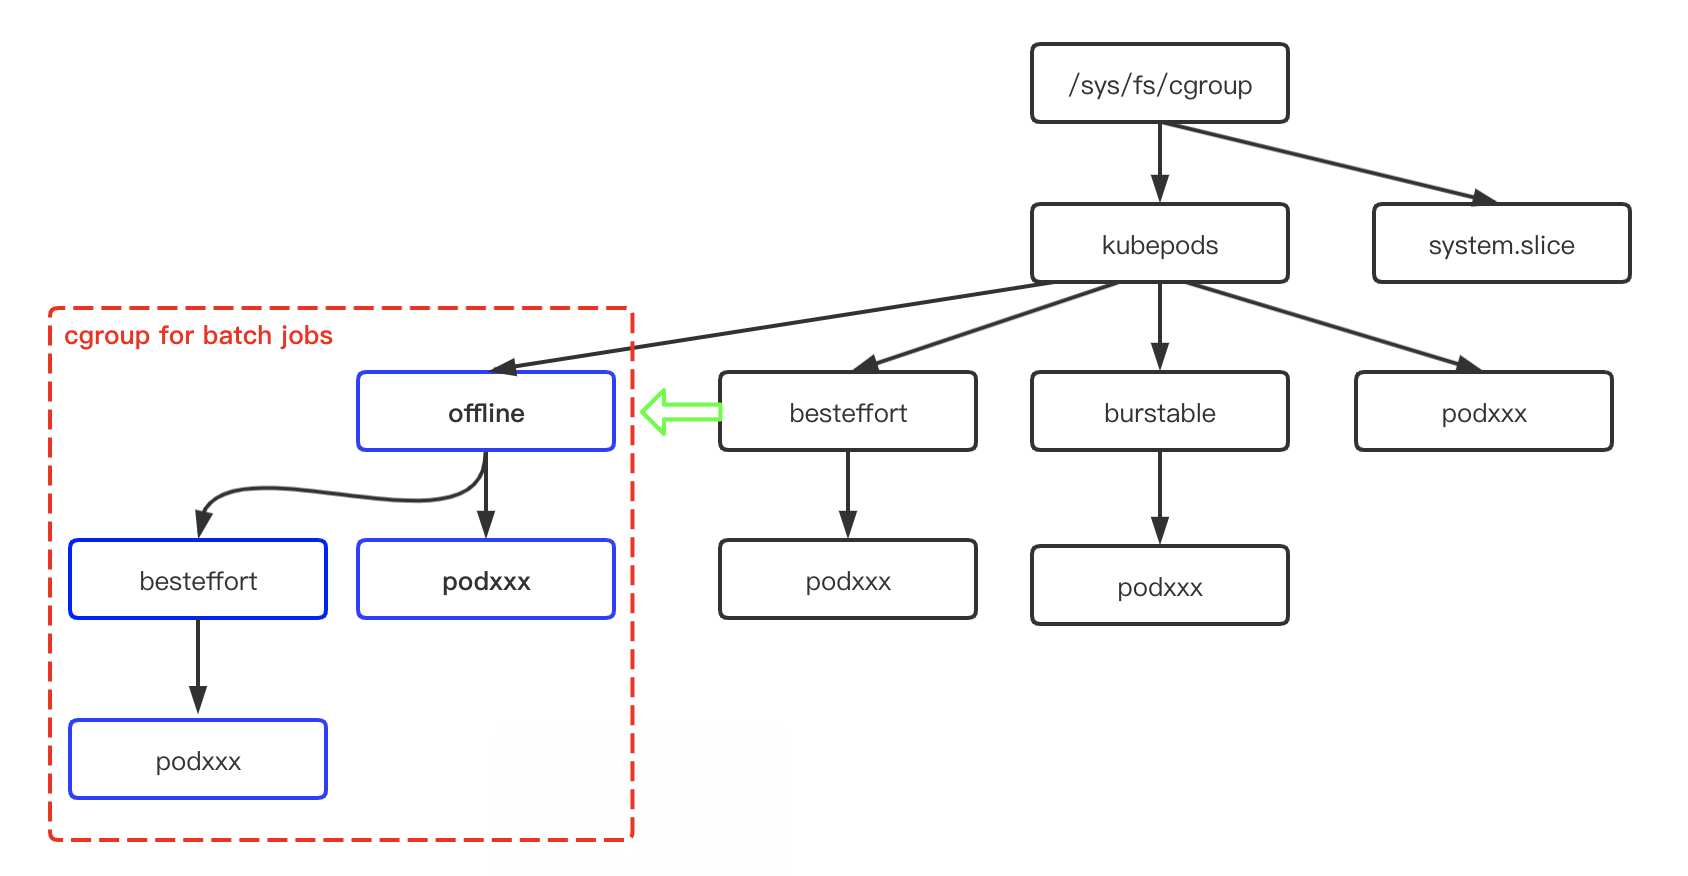 /sys/fs/cgroup
kubepods
system.slice
cgroup for batch jobs
offline
besteffort
burstable
podxxx
besteffort
podxxx
podxxx
podxxx
podxxx